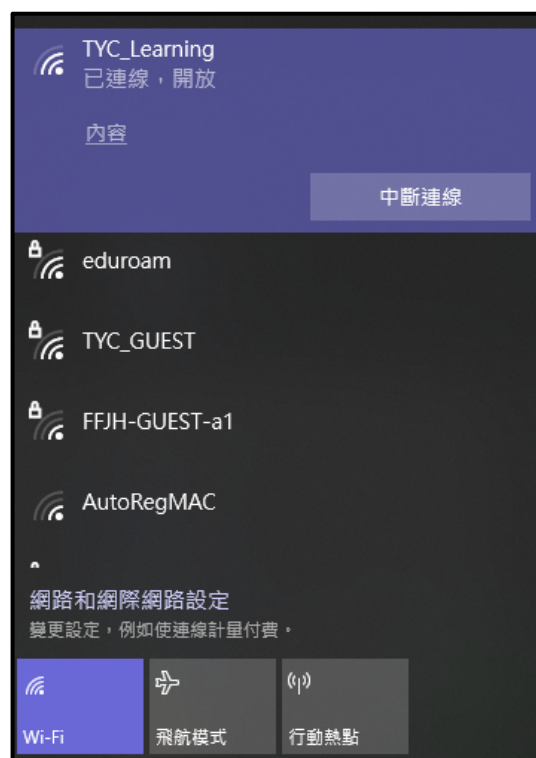 TYC_Learning
已連線，開放
內容
中斷連線
eduroam
TYC_GUEST
FFJH-GUEST-a1
AutoRegMAC
網路和網際網路設定
變更設定，例如使連線計量付費。
Wi-Fi
飛航模式
行動熱點